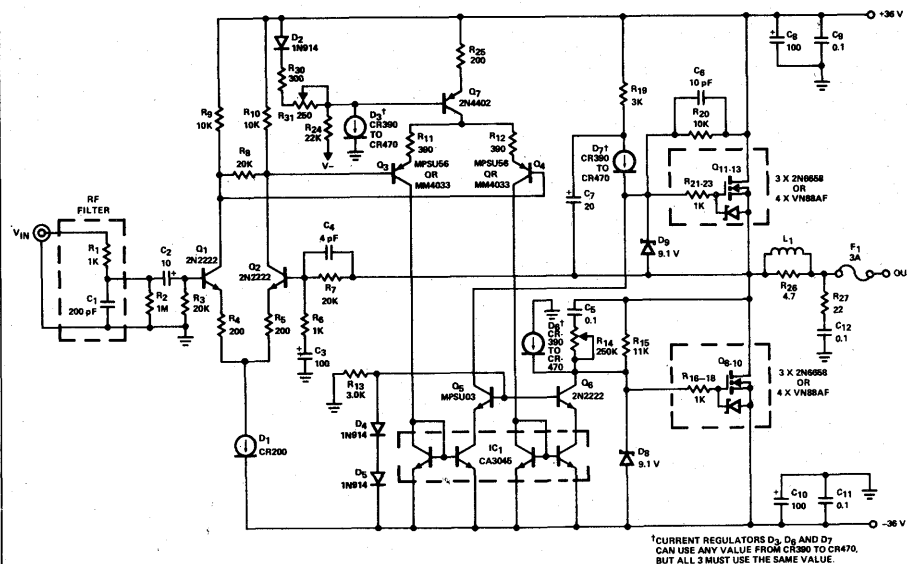 +36 V
D2
1N914
R30
300
R31
250
R24
22K
V–
R25
200
Q7
2N4402
D3†
CR390
TO
CR470
R9
10K
R10
10K
R8
20K
R11
390
R12
390
Q3
MPSU56
OR
MM4033
MPSU56
OR
MM4033
Q4
R19
3K
D7†
CR390
TO
CR470
C7
20
C8
100
C9
0.1
C6
10 pF
R20
10K
Q11-13
R21-23
1K
3 X 2N6658
OR
4 X VN88AF
D9
9.1 V
RF
FILTER
VIN
R1
1K
C1
200 pF
C2
10
R2
1M
R3
20K
Q1
2N2222
Q2
2N2222
R4
200
R5
200
C4
4 pF
R7
20K
R6
1K
C3
100
L1
R26
4.7
F1
3A
OU
R27
22
C12
0.1
C5
0.1
D6†
CR-
390
TO
CR-
470
R14
250K
R15
11K
Q6-10
R16–18
1K
3 X 2N6658
OR
4 X VN88AF
D8
9.1 V
R13
3.0K
Q5
MPSU03
Q6
2N2222
D4
1N914
D5
1N914
IC1
CA3045
D1
CR200
C10
100
C11
0.1
–36 V
†CURRENT REGULATORS D3, D6 AND D7
CAN USE ANY VALUE FROM CR390 TO CR470,
BUT ALL 3 MUST USE THE SAME VALUE.